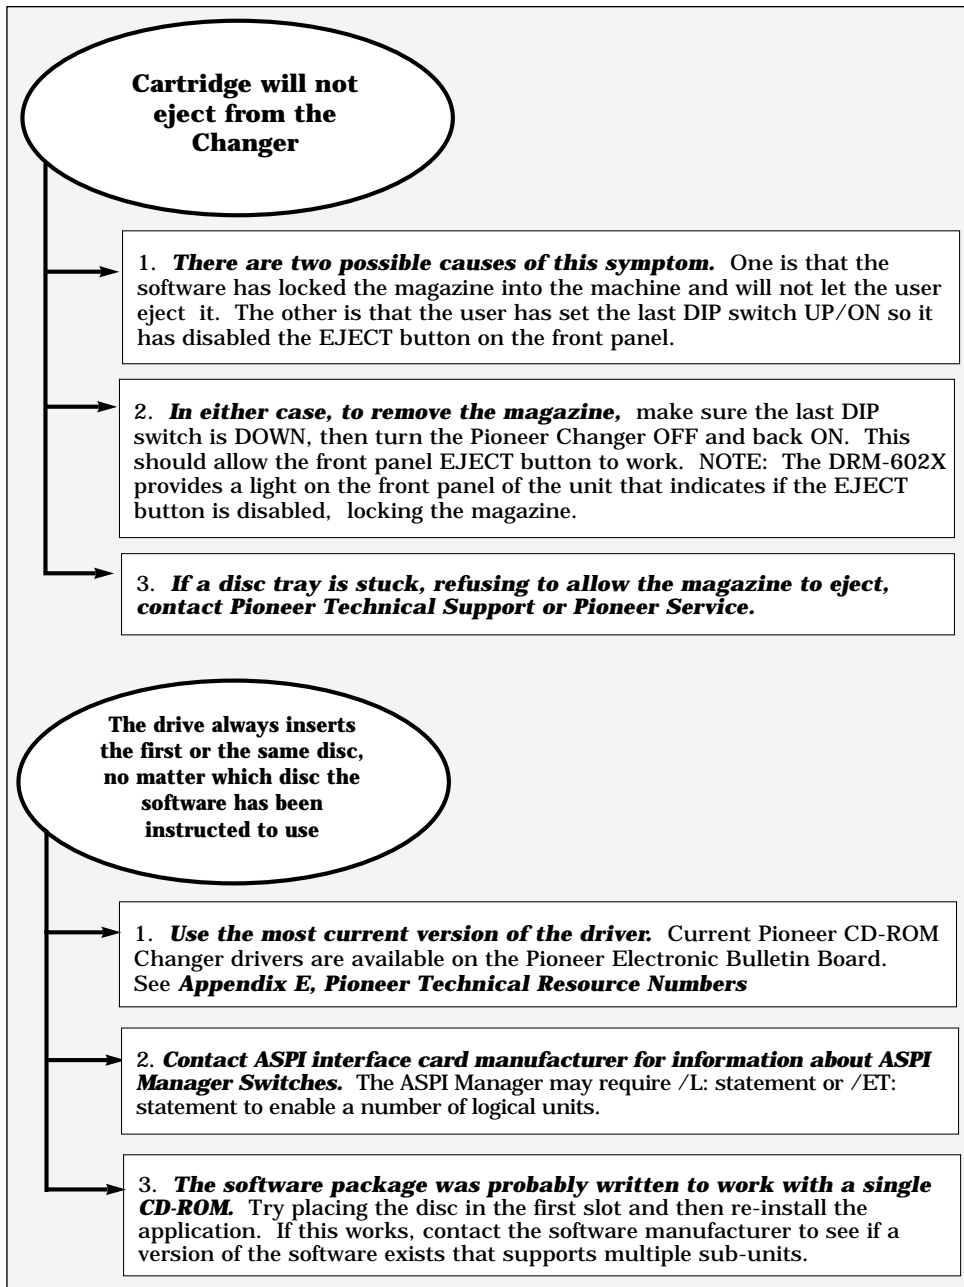 Cartridge will not
eject from the
Changer
1. There are two possible causes of this symptom. One is that the
software has locked the magazine into the machine and will not let the user
eject it. The other is that the user has set the last DIP switch UP/ON so it
has disabled the EJECT button on the front panel.
2. In either case, to remove the magazine, make sure the last DIP
switch is DOWN, then turn the Pioneer Changer OFF and back ON. This
should allow the front panel EJECT button to work. NOTE: The DRM-602X
provides a light on the front panel of the unit that indicates if the EJECT
button is disabled, locking the magazine.
3. If a disc tray is stuck, refusing to allow the magazine to eject,
contact Pioneer Technical Support or Pioneer Service.
The drive always inserts
the first or the same disc,
no matter which disc the
software has been
instructed to use
1. Use the most current version of the driver. Current Pioneer CD-ROM
Changer drivers are available on the Pioneer Electronic Bulletin Board.
See Appendix E, Pioneer Technical Resource Numbers
2. Contact ASPI interface card manufacturer for information about ASPI
Manager Switches. The ASPI Manager may require /L: statement or /ET:
statement to enable a number of logical units.
3. The software package was probably written to work with a single
CD-ROM. Try placing the disc in the first slot and then re-install the
application. If this works, contact the software manufacturer to see if a
version of the software exists that supports multiple sub-units.